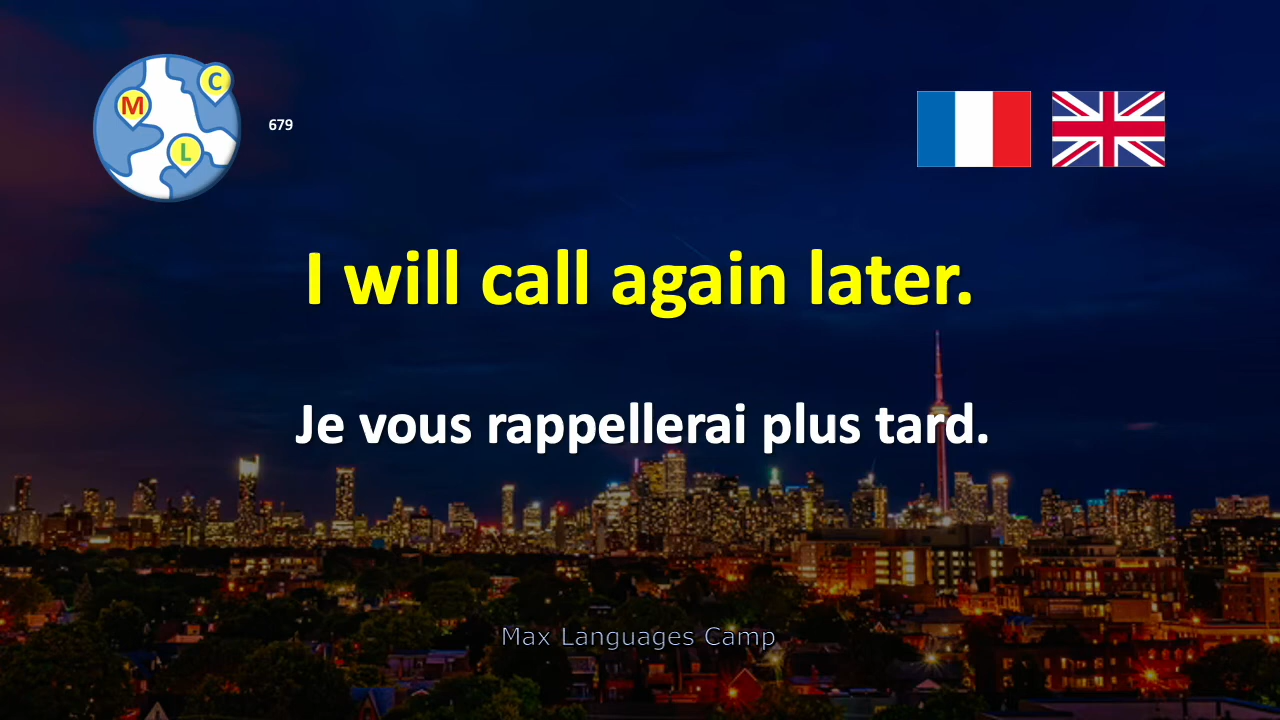 C
M
L
679
I will call again later.
Je vous rappellerai plus tard.
Max Languages Camp